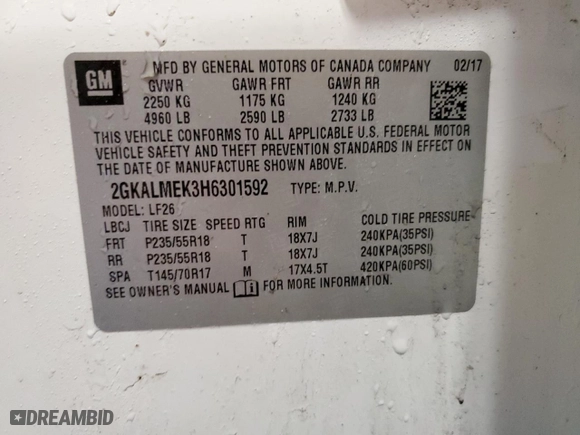 GM
MFD BY GENERAL MOTORS OF CANADA COMPANY 02/17
GVWR GAWR FRT GAWR RR
2250 KG 1175 KG 1240 KG
4960 LB 2590 LB 2733 LB
THIS VEHICLE CONFORMS TO ALL APPLICABLE U.S. FEDERAL MOTOR
VEHICLE SAFETY AND THEFT PREVENTION STANDARDS IN EFFECT ON
THE DATE OF MANUFACTURE SHOWN ABOVE.
2GKALMEK3H6301592 TYPE: M.P.V.
MODEL: LF26
LBCJ TIRE SIZE SPEED RTG RIM COLD TIRE PRESSURE
FRT P235/55R18 T 18X7J 240KPA(35PSI)
RR P235/55R18 T 18X7J 240KPA(35PSI)
SPA T145/70R17 M 17X4.5T 420KPA(60PSI)
SEE OWNER'S MANUAL FOR MORE INFORMATION.
DREAMBID